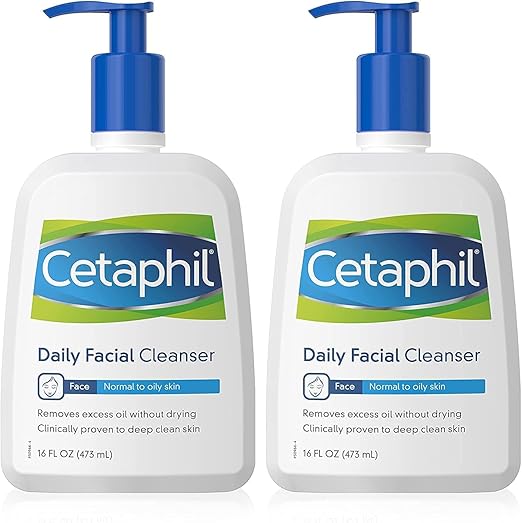 Cetaphil®
Daily Facial Cleanser
Face Normal to oily skin
Removes excess oil without drying
Clinically proven to deep clean skin
16 FL OZ (473 mL)
Cetaphil®
Daily Facial Cleanser
Face Normal to oily skin
Removes excess oil without drying
Clinically proven to deep clean skin
16 FL OZ (473 mL)